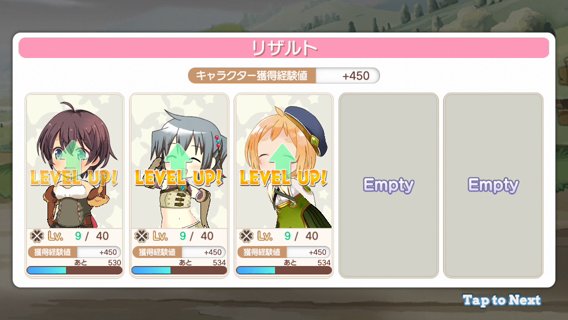 リザルト
キャラクター獲得経験値 +450
LEVEL UP! LEVEL UP! LEVEL UP! Empty Empty
Lv. 9 / 40 Lv. 9 / 40 Lv. 9 / 40
獲得経験値 +450 獲得経験値 +450 獲得経験値 +450
あと 530 あと 534 あと 534
Tap to Next